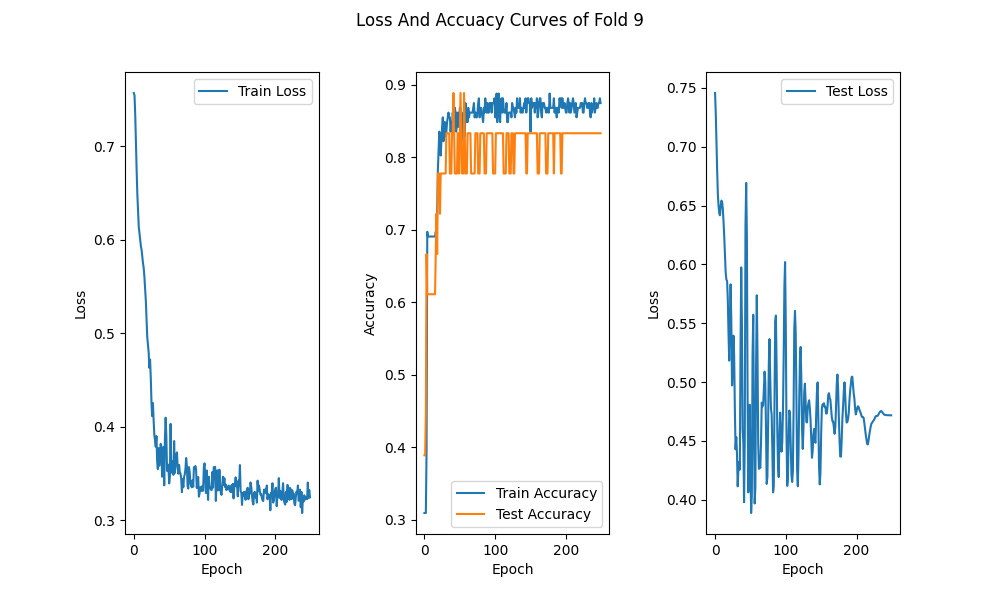 Loss And Accuacy Curves of Fold 9
Train Loss
0.7
0.6
0.5
0.4
0.3
Loss
0
100
200
Epoch
0.9
0.8
0.7
0.6
0.5
0.4
0.3
Accuracy
Train Accuracy
Test Accuracy
0
100
200
Epoch
Test Loss
0.75
0.70
0.65
0.60
0.55
0.50
0.45
0.40
Loss
0
100
200
Epoch